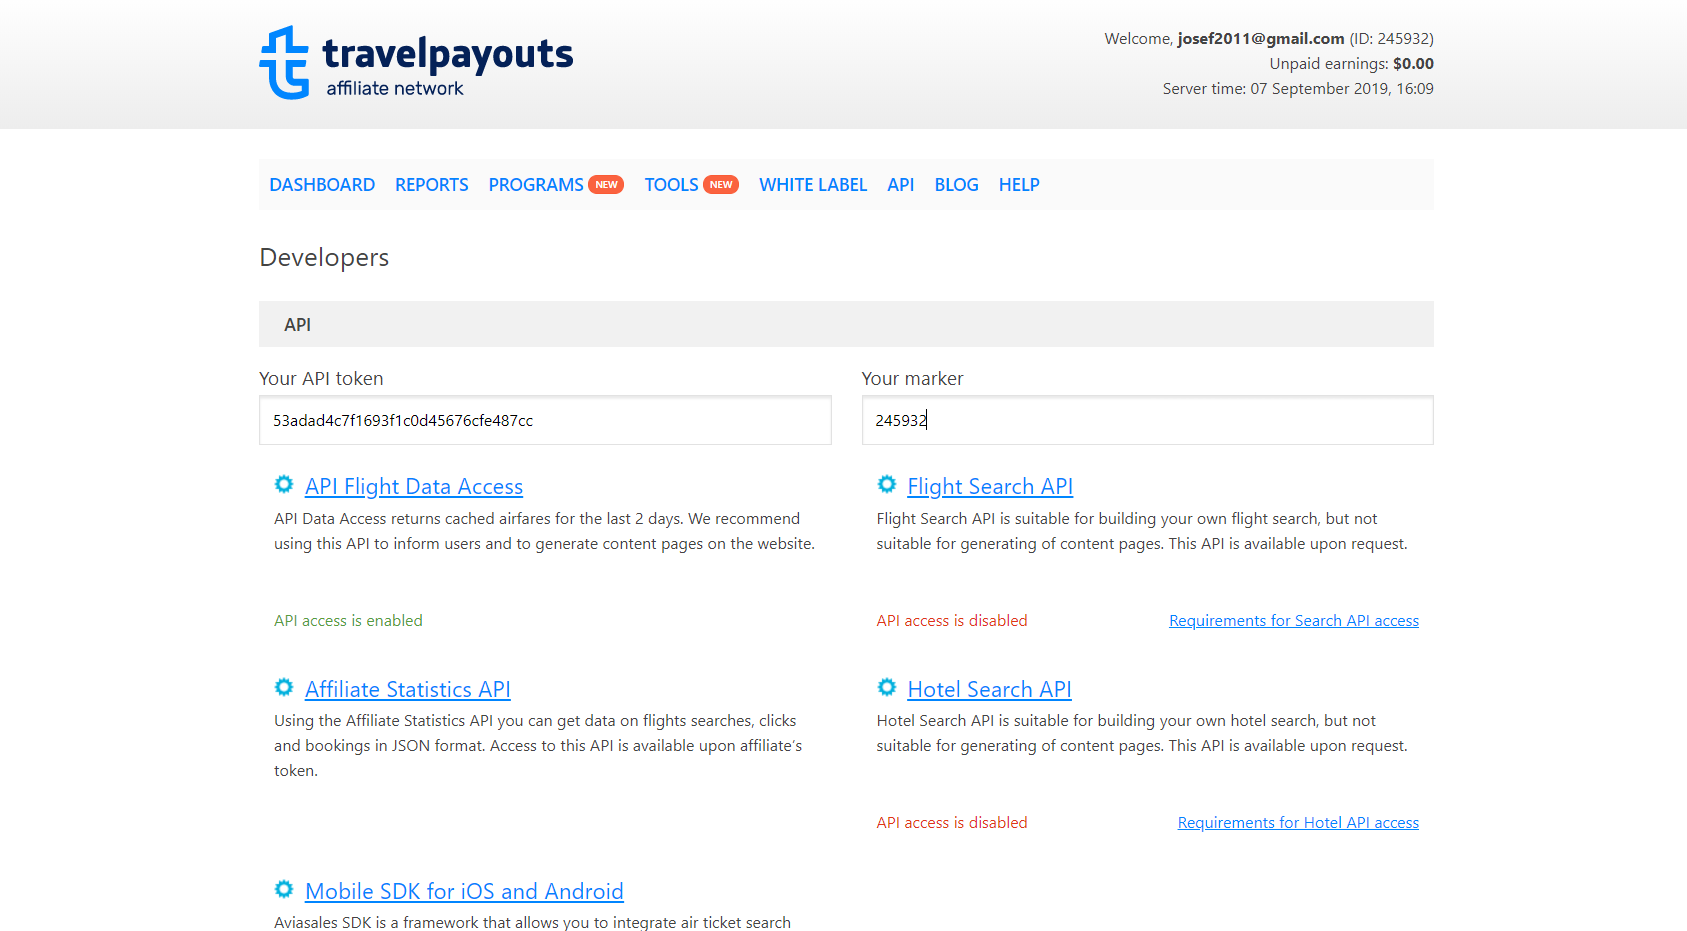 travelpayouts
affiliate network
Welcome, josef2011@gmail.com (ID: 245932)
Unpaid earnings: $0.00
Server time: 07 September 2019, 16:09
DASHBOARD REPORTS PROGRAMS NEW TOOLS NEW WHITE LABEL API BLOG HELP
Developers
API
Your API token
53adad4c7f1693f1c0d45676cfe487cc
Your marker
245932
API Flight Data Access
API Data Access returns cached airfares for the last 2 days. We recommend
using this API to inform users and to generate content pages on the website.
API access is enabled
Flight Search API
Flight Search API is suitable for building your own flight search, but not
suitable for generating of content pages. This API is available upon request.
API access is disabled
Requirements for Search API access
Affiliate Statistics API
Using the Affiliate Statistics API you can get data on flights searches, clicks
and bookings in JSON format. Access to this API is available upon affiliate’s
token.
Hotel Search API
Hotel Search API is suitable for building your own hotel search, but not
suitable for generating of content pages. This API is available upon request.
API access is disabled
Requirements for Hotel API access
Mobile SDK for iOS and Android
Aviasales SDK is a framework that allows you to integrate air ticket search